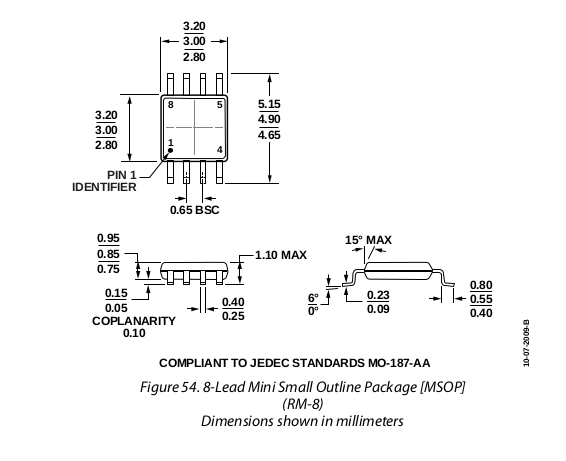 3.20
3.00
2.80
8 5
1 4
3.20
3.00
2.80
5.15
4.90
4.65
PIN 1
IDENTIFIER
0.65 BSC
0.95
0.85
0.75
1.10 MAX
0.15
0.05
COPLANARITY
0.10
0.40
0.25
15° MAX
6°
0°
0.23
0.09
0.80
0.55
0.40
COMPLIANT TO JEDEC STANDARDS MO-187-AA
10-07-2009-B
Figure 54. 8-Lead Mini Small Outline Package [MSOP]
(RM-8)
Dimensions shown in millimeters